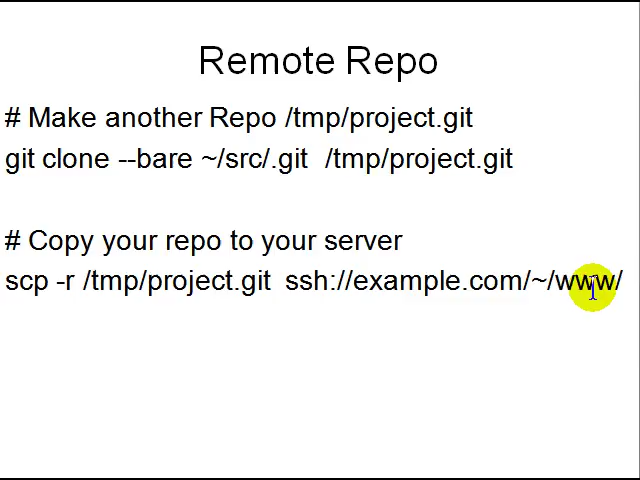 Remote Repo
# Make another Repo /tmp/project.git
git clone --bare ~/src/.git /tmp/project.git
# Copy your repo to your server
scp -r /tmp/project.git ssh://example.com/~/www/